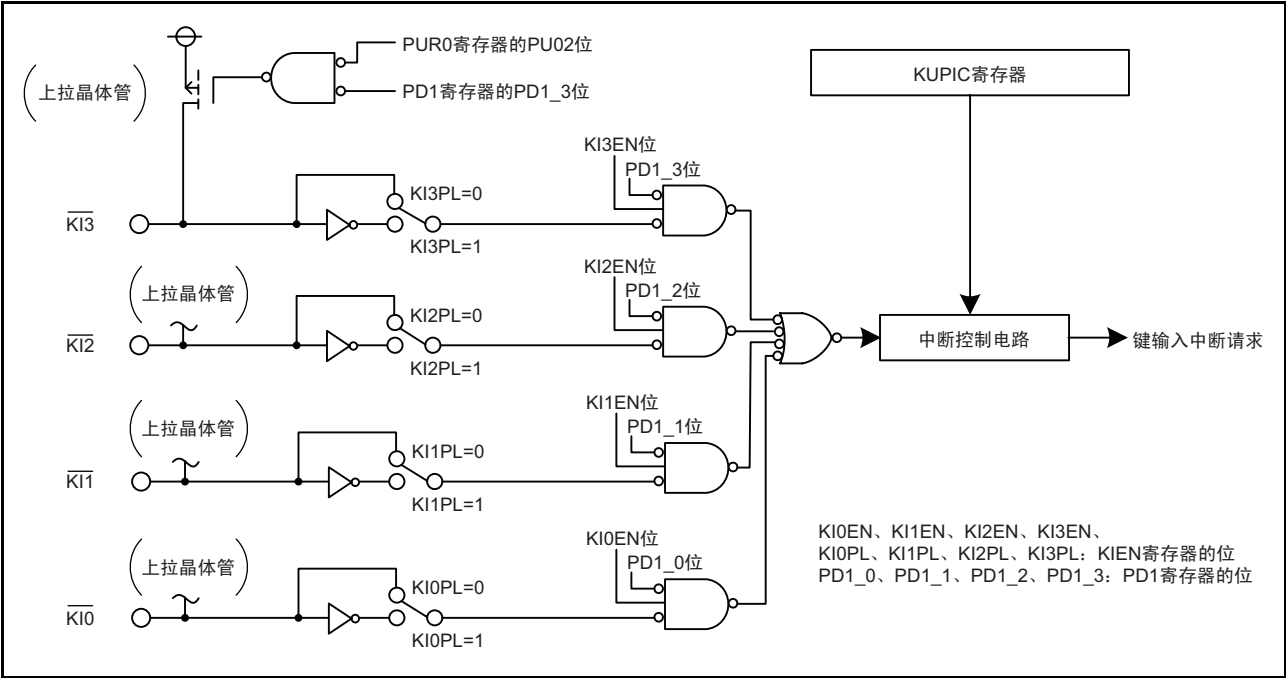 PUR0寄存器的PU02位
PD1寄存器的PD1_3位
上拉晶体管
KUPIC寄存器
KI3EN位
PD1_3位
KI3PL=0
KI3
KI3PL=1
上拉晶体管
KI2EN位
PD1_2位
KI2PL=0
KI2
KI2PL=1
中断控制电路
键输入中断请求
上拉晶体管
KI1EN位
PD1_1位
KI1PL=0
KI1
KI1PL=1
上拉晶体管
KI0EN位
PD1_0位
KI0PL=0
KI0
KI0PL=1
KI0EN、KI1EN、KI2EN、KI3EN、
KI0PL、KI1PL、KI2PL、KI3PL：KIEN寄存器的位
PD1_0、PD1_1、PD1_2、PD1_3：PD1寄存器的位